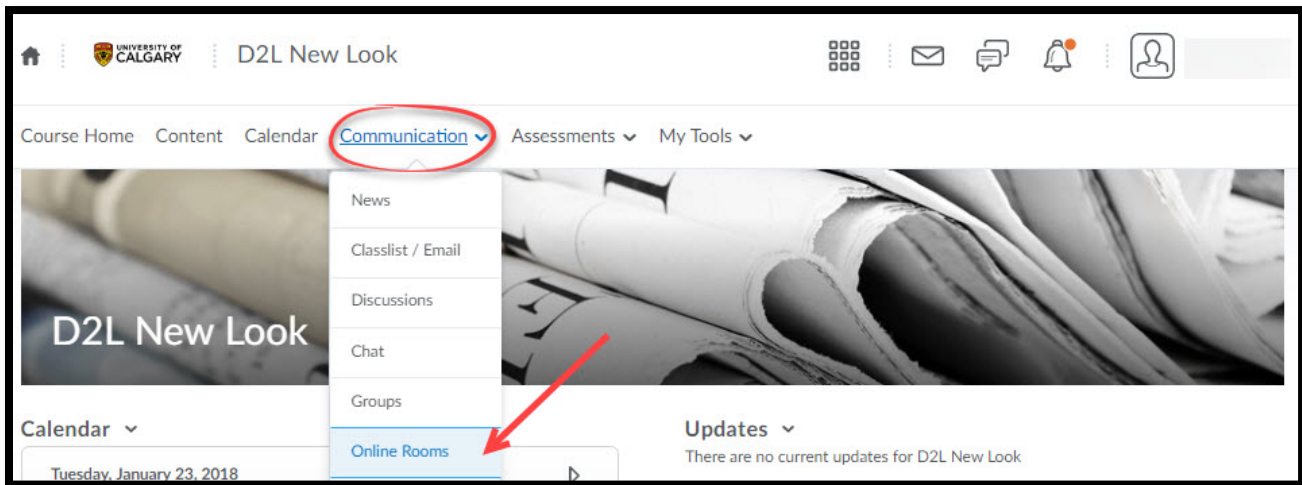 UNIVERSITY OF
CALGARY
D2L New Look
Course Home Content Calendar Communication Assessments My Tools
News
Classlist / Email
Discussions
Chat
Groups
Online Rooms
D2L New Look
Calendar
Tuesday, January 23, 2018
Updates
There are no current updates for D2L New Look